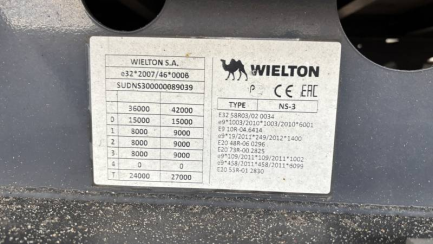 WIELTON S.A.
e32*2007/46*0008
SUDNS300000089039
36000 42000
0 15000 15000
1 8000 9000
2 8000 9000
3 8000 9000
S 0 0
T 24000 27000
WIELTON
P CE EAC
TYPE NS-3
E32 58R03/02 0034
e9*1003/2010*1003/2010*6001
E9 10R-04.6414
e9*19/2011*249/2012*1400
E20 48R-06 0296
E20 79R-00 2825
e9*109/2011*109/2011*1002
e9*458/2011*458/2011*6099
E20 55R-01 2830